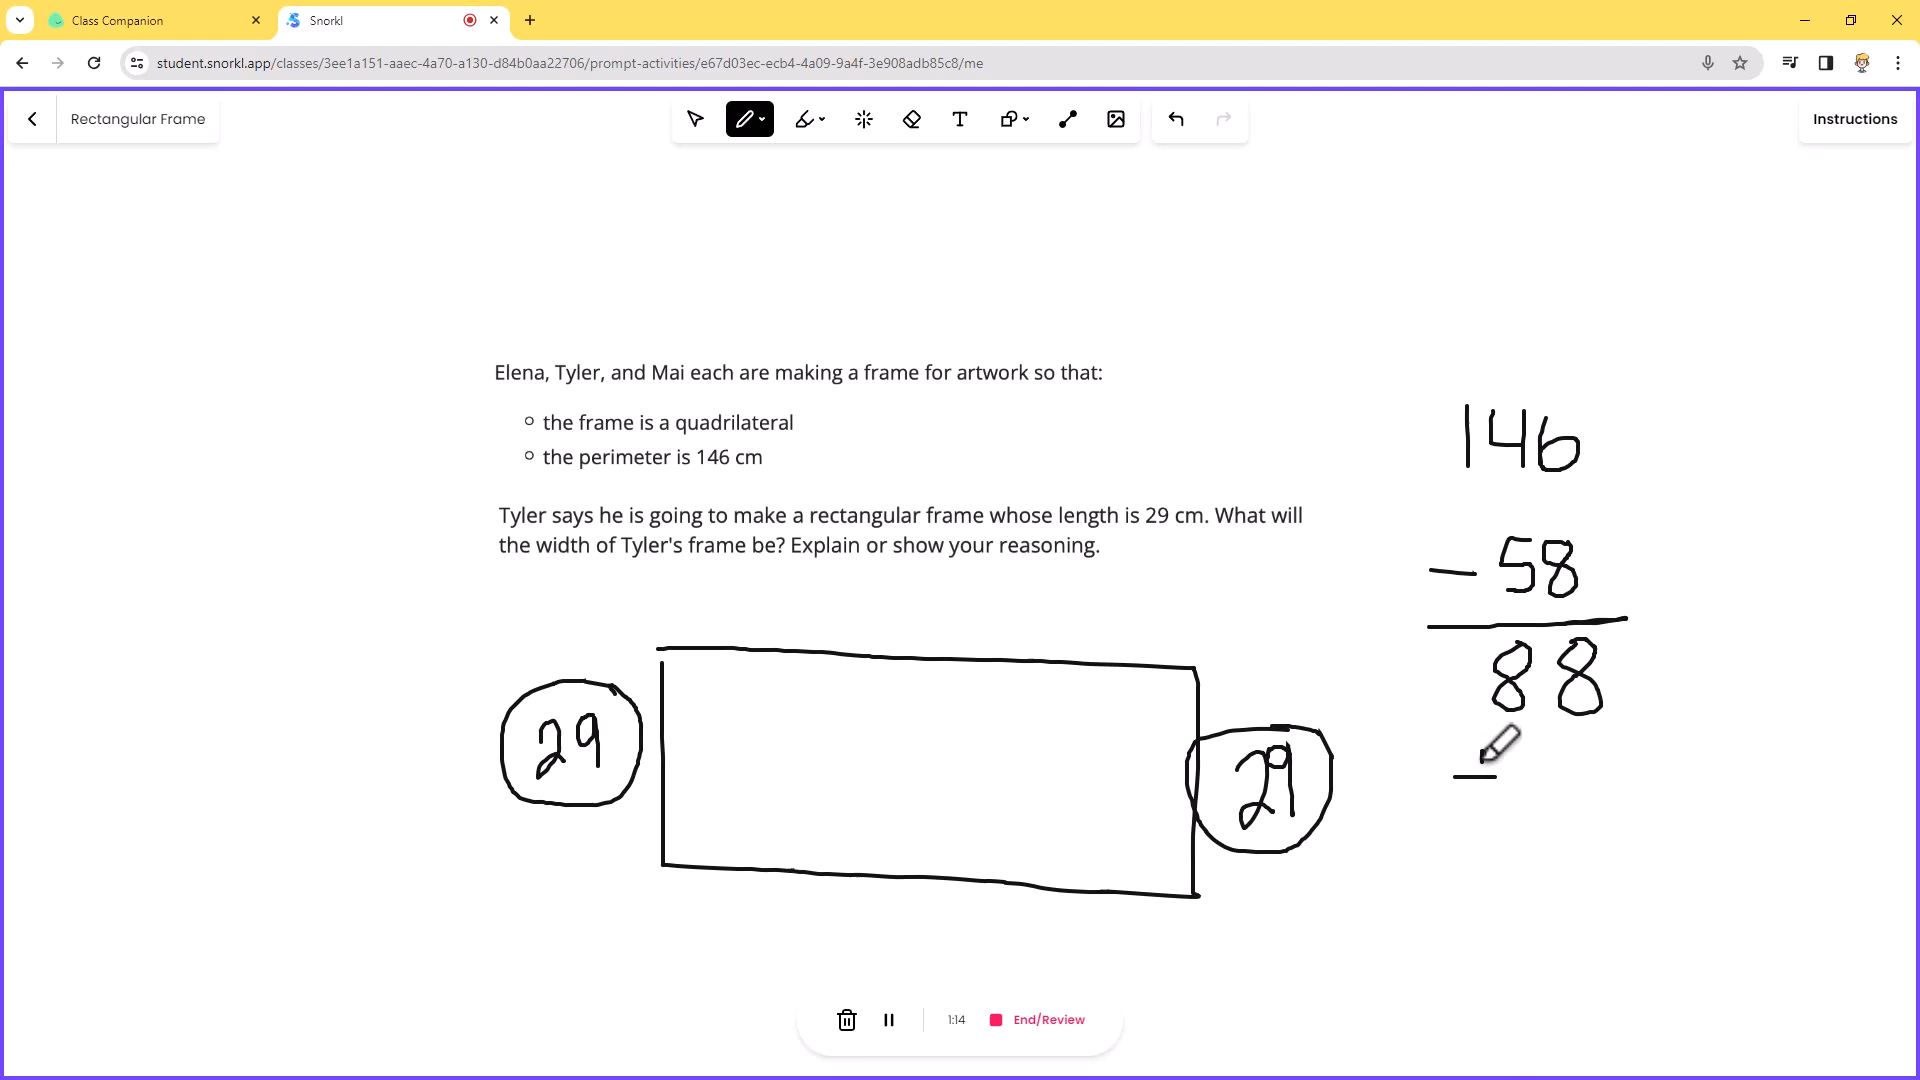 Class Companion
Snorkl
student.snorkl.app/classes/3ee1a151-aaec-4a70-a130-d84b0aa22706/prompt-activities/e67d03ec-ecb4-4a09-9a4f-3e908adb85c8/me
Rectangular Frame
Instructions
Elena, Tyler, and Mai each are making a frame for artwork so that:
the frame is a quadrilateral
the perimeter is 146 cm
Tyler says he is going to make a rectangular frame whose length is 29 cm. What will
the width of Tyler's frame be? Explain or show your reasoning.
146
- 58
88
29
29
1:14
End/Review